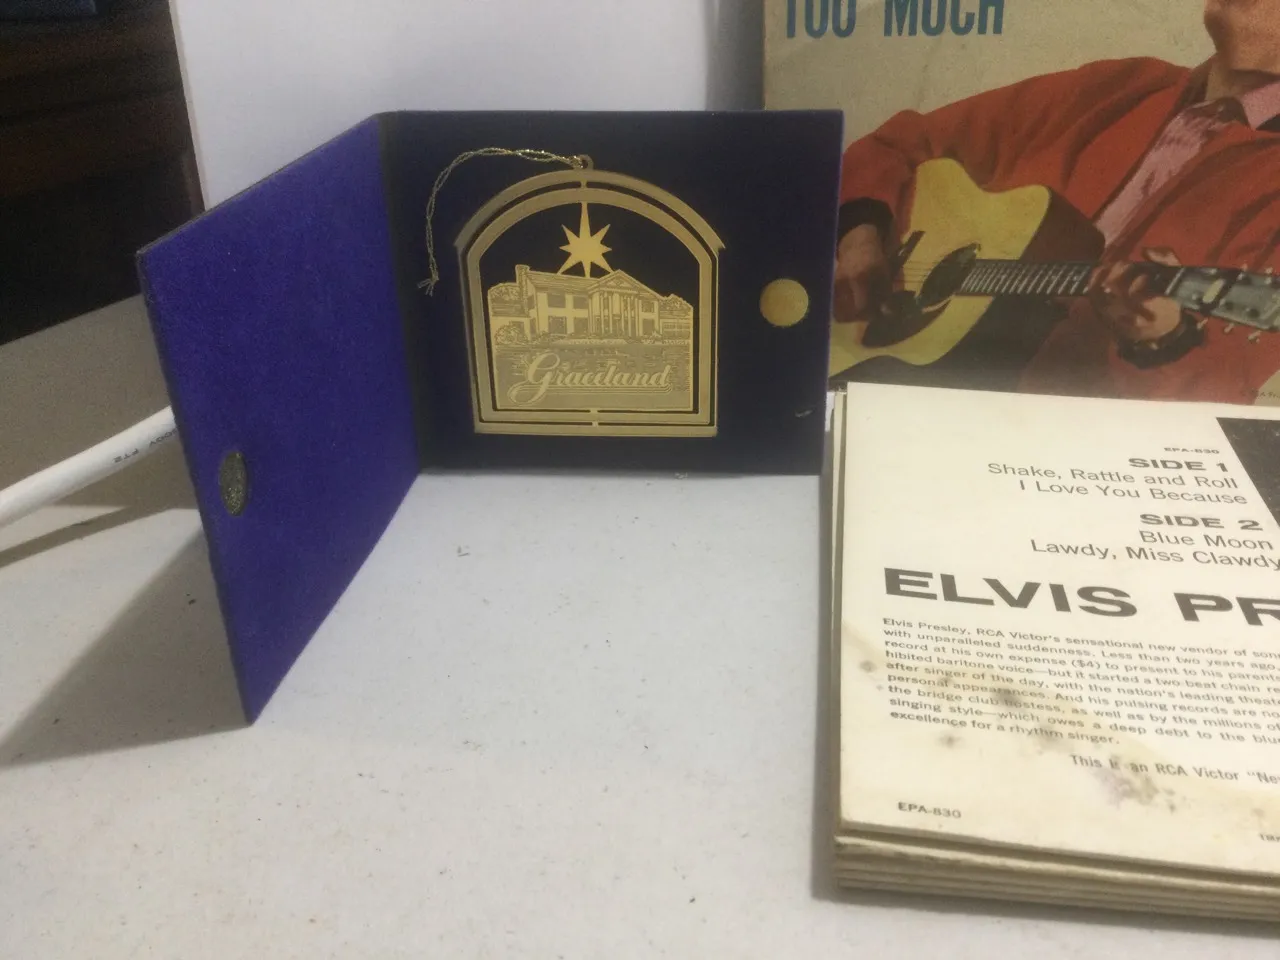 TOO MUCH
Graceland
EPA-830
SIDE 1
Shake, Rattle and Roll
I Love You Because
SIDE 2
Blue Moon
Lawdy, Miss Clawdy
ELVIS PR
Elvis Presley, RCA Victor's sensational new vendor of
with unparalleled suddenness. Less than two years ago,
record at his own expense ($4) to present to his parents
hibited baritone voice—but it started a two-beat chain
after singer of the day, with the nation's leading
personal appearances. And his pulsing records are
the bridge club hostess, as well as by the millions of
singing style—which owes a deep debt to the
excellence for a rhythm singer.
This is an RCA Victor "Ne
EPA-830